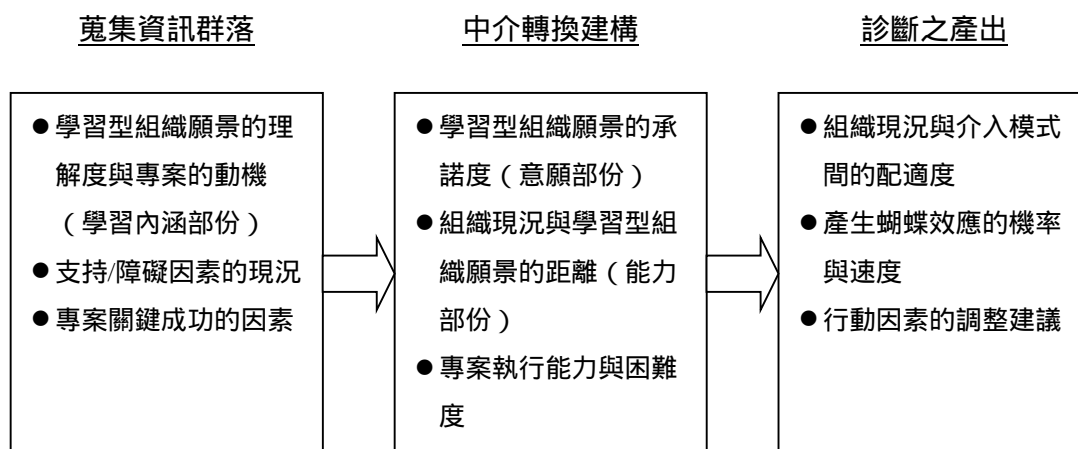 蒐集資訊群落
中介轉換建構
診斷之產出
●學習型組織願景的理
解度與專案的動機
（學習內涵部份）
●支持/障礙因素的現況
●專案關鍵成功的因素
●學習型組織願景的承
諾度（意願部份）
●組織現況與學習型組
織願景的距離（能力
部份）
●專案執行能力與困難
度
●組織現況與介入模式
間的配適度
●產生蝴蝶效應的機率
與速度
●行動因素的調整建議